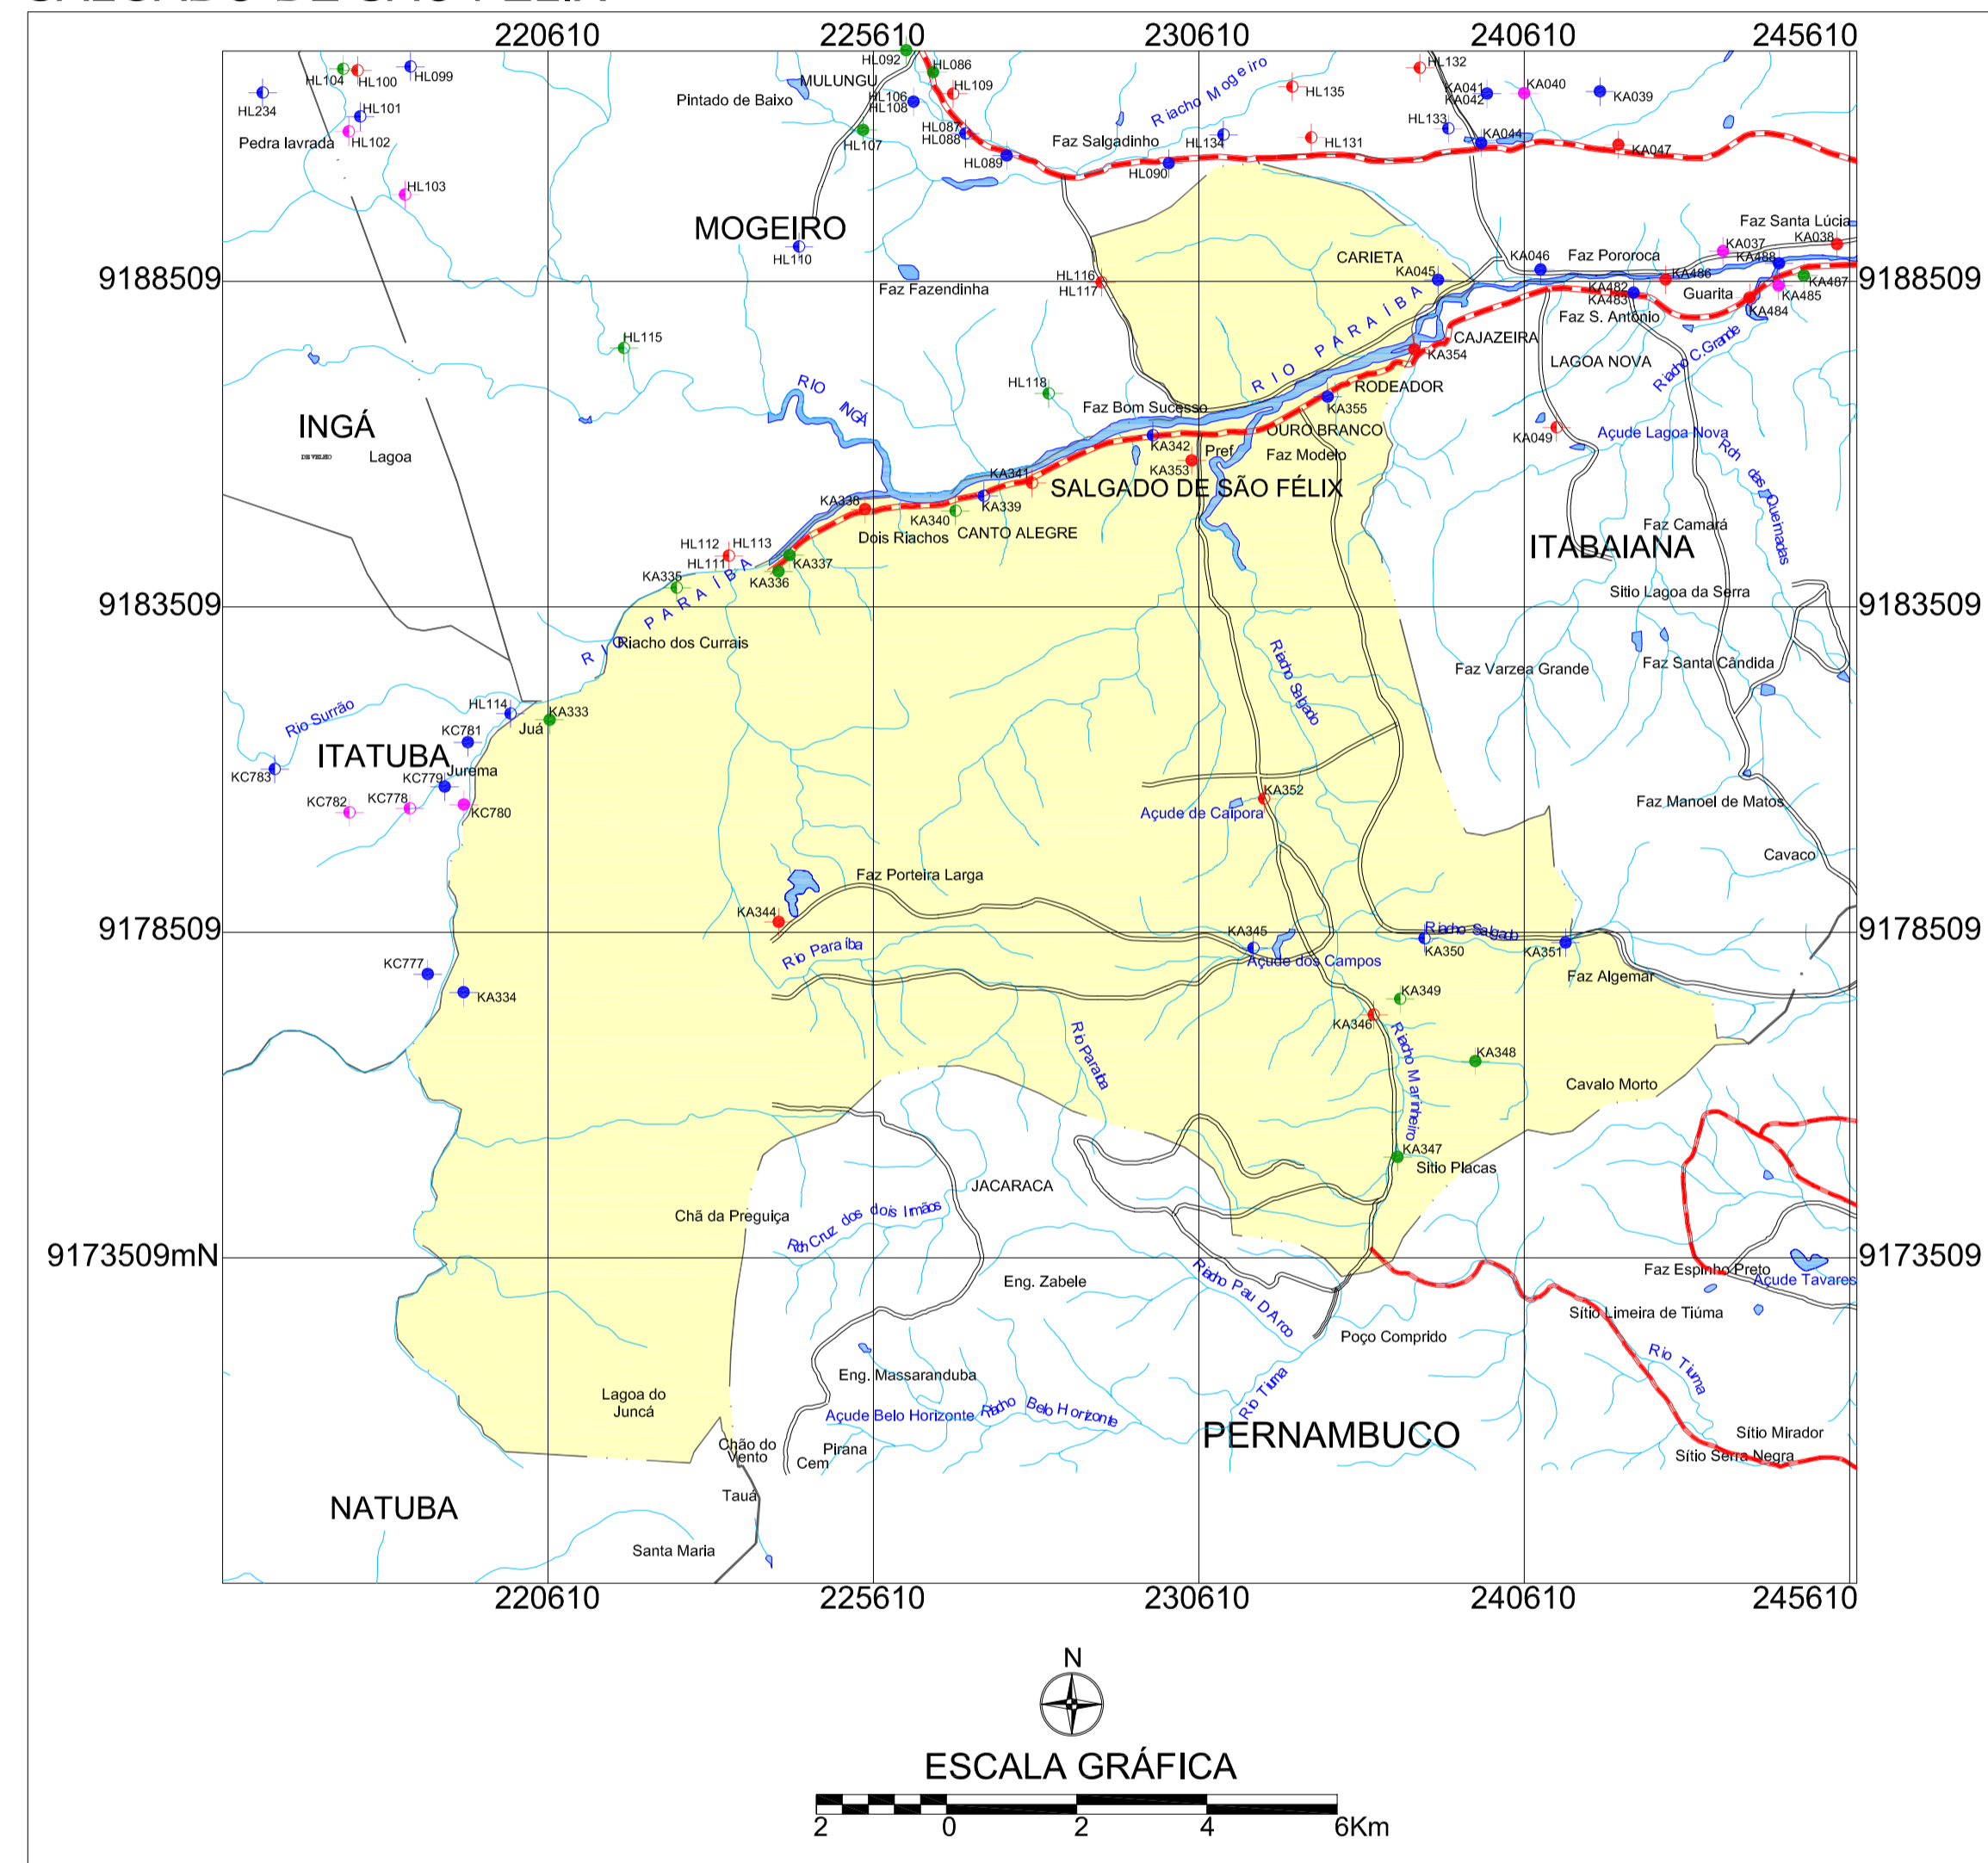 220610
225610
230610
240610
245610
HL092
HL086
HL104
HL100
HL099
HL132
MULUNGU
HL109
HL135
KA041
KA042
KA040
KA039
HL234
Pintado de Baixo
HL106
HL108
Riacho Mogeiro
HL101
HL102
Pedra lavrada
HL107
HL087
HL088
HL089
Faz Salgadinho
HL134
HL090
HL131
HL133
KA044
KA047
HL103
MOGEIRO
HL110
Faz Santa Lúcia
KA037
KA038
CARIETA
KA045
KA046
Faz Pororoca
KA488
9188509
HL116
HL117
Faz Fazendinha
KA482
KA483
KA486
Guarita
KA485
KA487
KA484
9188509
Faz S. Antônio
HL115
RIO PARAÍBA
KA354
CAJAZEIRA
LAGOA NOVA
Riacho C.Grande
HL118
RIO INGÁ
RODEADOR
KA355
Faz Bom Sucesso
INGÁ
Lagoa
KA342
KA353
Pref
OURO BRANCO
Faz Modelo
KA049
Açude Lagoa Nova
Rch das Queimadas
KA341
SALGADO DE SÃO FÉLIX
KA338
KA339
KA340
Dois Riachos
CANTO ALEGRE
Faz Camará
ITABAIANA
HL112
HL113
HL111
KA337
KA336
KA335
RIO PARAÍBA
Sítio Lagoa da Serra
9183509
9183509
Riacho dos Currais
Riacho Salgado
Faz Varzea Grande
Faz Santa Cândida
Rio Surrão
HL114
KA333
Juá
KC781
ITATUBA
KC783
Jurema
KC779
KC782
KC778
KC780
KA352
Açude de Caipora
Faz Manoel de Matos
Cavaco
Faz Porteira Larga
KA344
9178509
9178509
KA345
Riacho Salgado
KA350
KA351
Rio Paraíba
Açude dos Campos
Faz Algemar
KC777
KA334
KA349
KA346
Rio Paraíba
Riacho Marinheiro
KA348
Cavalo Morto
KA347
Sitio Placas
JACARACA
Chã da Preguiça
Rch Cruz dos dois Irmãos
9173509mN
9173509
Eng. Zabele
Riacho Pau D'Arco
Faz Espinho Preto
Açude Tavares
Sítio Limeira de Tiúma
Poço Comprido
Rio Tiuma
Eng. Massaranduba
Lagoa do
Juncá
Açude Belo Horizonte
Riacho Belo Horizonte
Rio Tiuma
PERNAMBUCO
Chão do
Vento
Pirana
Cem
Sítio Mirador
Sítio Serra Negra
NATUBA
Tauá
Santa Maria
220610
225610
230610
240610
245610
N
ESCALA GRÁFICA
2 0 2 4 6Km